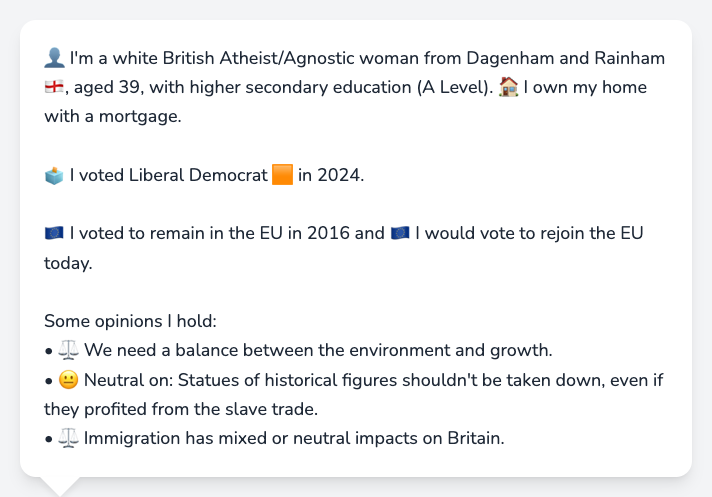 👤 I'm a white British Atheist/Agnostic woman from Dagenham and Rainham
🏴󠁧󠁢󠁥󠁮󠁧󠁿, aged 39, with higher secondary education (A Level). 🏠 I own my home
with a mortgage.
🗳️ I voted Liberal Democrat 🟧 in 2024.
🇪🇺 I voted to remain in the EU in 2016 and 🇪🇺 I would vote to rejoin the EU
today.
Some opinions I hold:
• ⚖️ We need a balance between the environment and growth.
• 😐 Neutral on: Statues of historical figures shouldn't be taken down, even if
they profited from the slave trade.
• ⚖️ Immigration has mixed or neutral impacts on Britain.